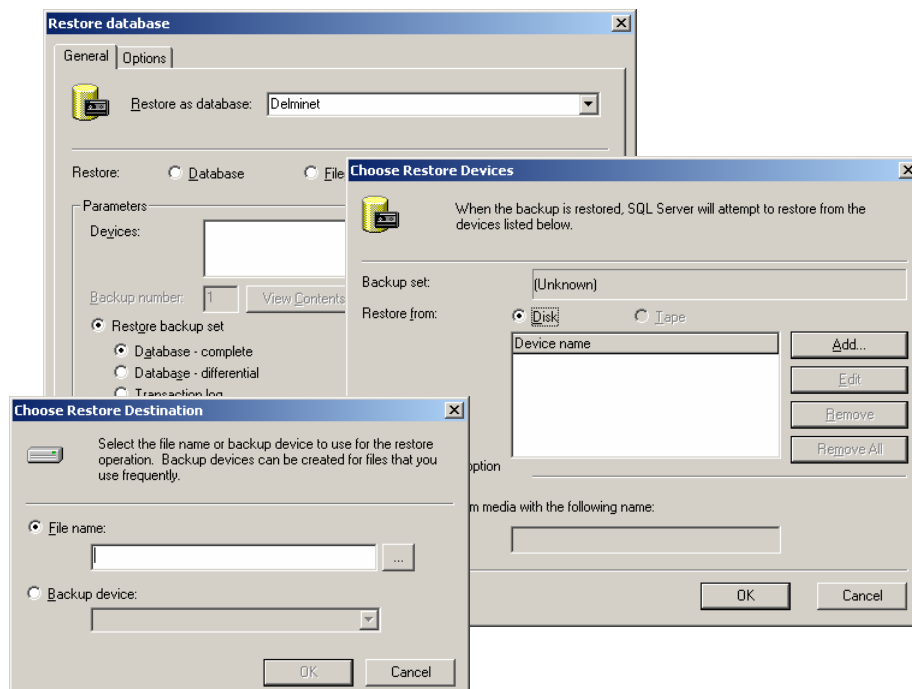 Restore database
General
Options
Restore as database:
Delminet
Restore:
Database
File
Parameters
Devices:
Backup number:
1
View Contents
Restore backup set
Database - complete
Database - differential
Transaction log
Choose Restore Devices
When the backup is restored, SQL Server will attempt to restore from the
devices listed below.
Backup set:
(Unknown)
Restore from:
Disk
Tape
Device name
Add...
Edit
Remove
Remove All
option
m media with the following name:
OK
Cancel
Choose Restore Destination
Select the file name or backup device to use for the restore
operation. Backup devices can be created for files that you
use frequently.
File name:
...
Backup device:
OK
Cancel